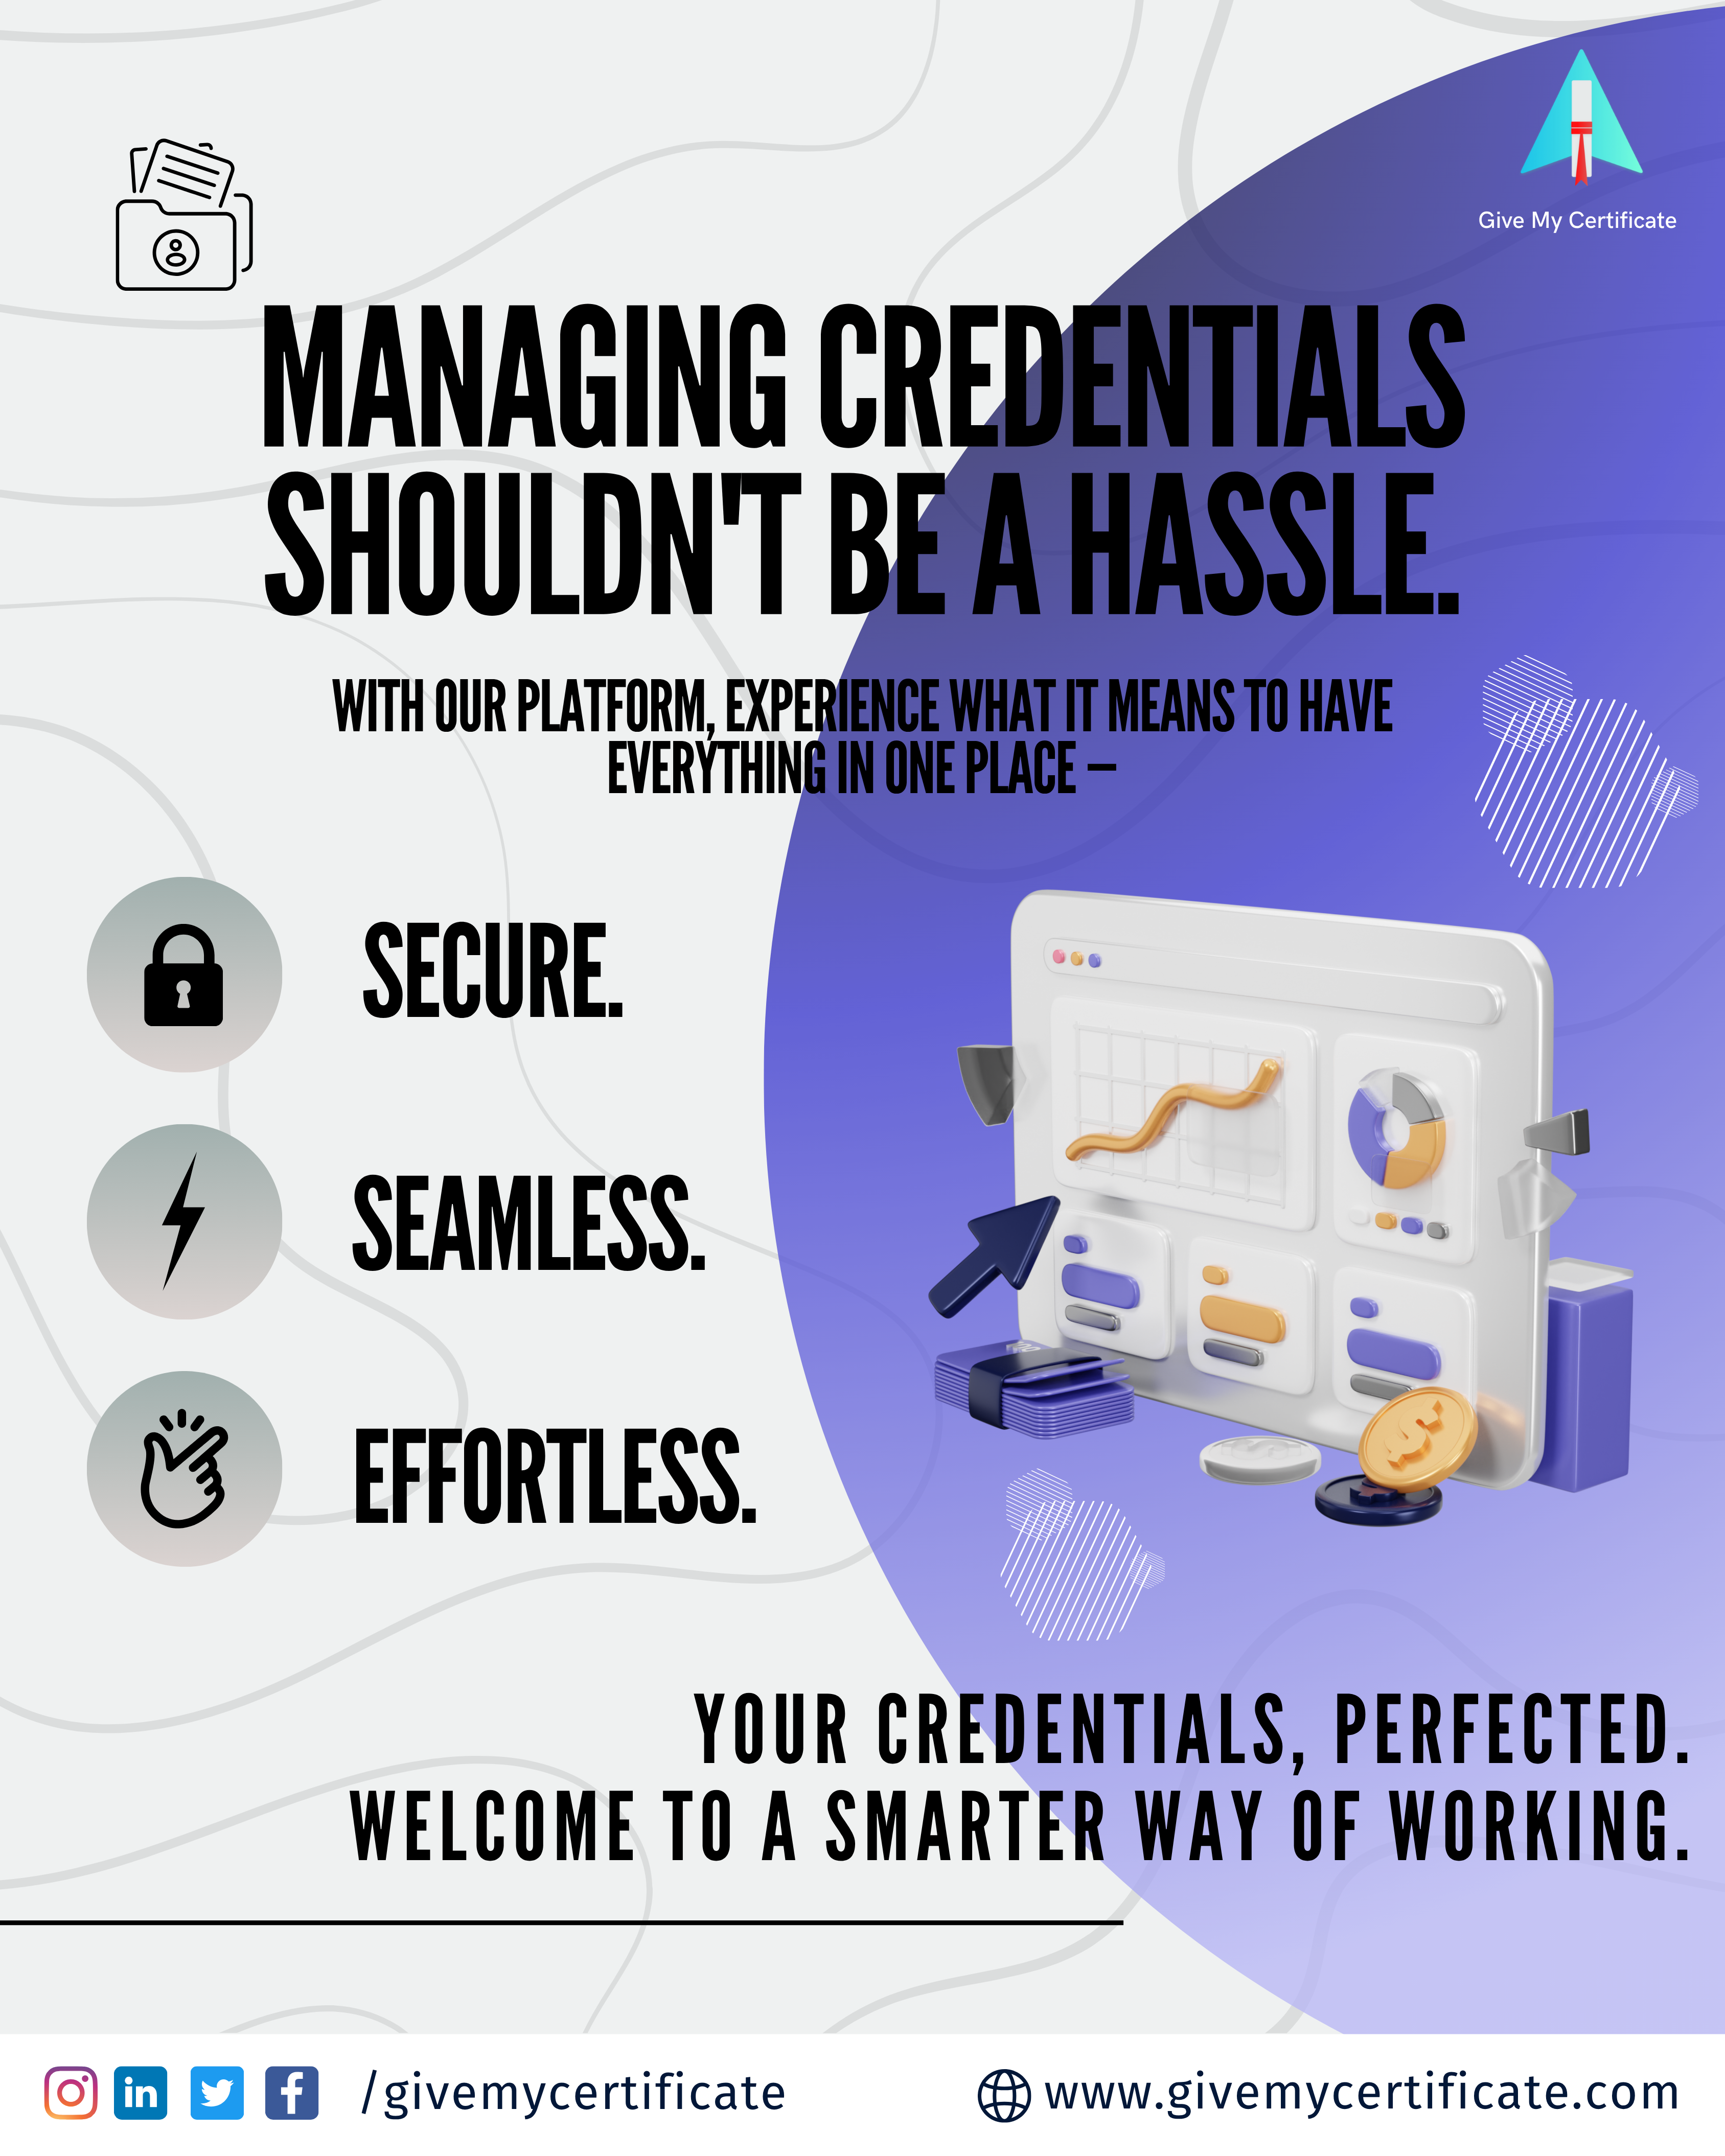 Give My Certificate
MANAGING CREDENTIALS
SHOULDN'T BE A HASSLE.
WITH OUR PLATFORM, EXPERIENCE WHAT IT MEANS TO HAVE
EVERYTHING IN ONE PLACE –
SECURE.
SEAMLESS.
EFFORTLESS.
YOUR CREDENTIALS, PERFECTED.
WELCOME TO A SMARTER WAY OF WORKING.
/givemycertificate
www.givemycertificate.com